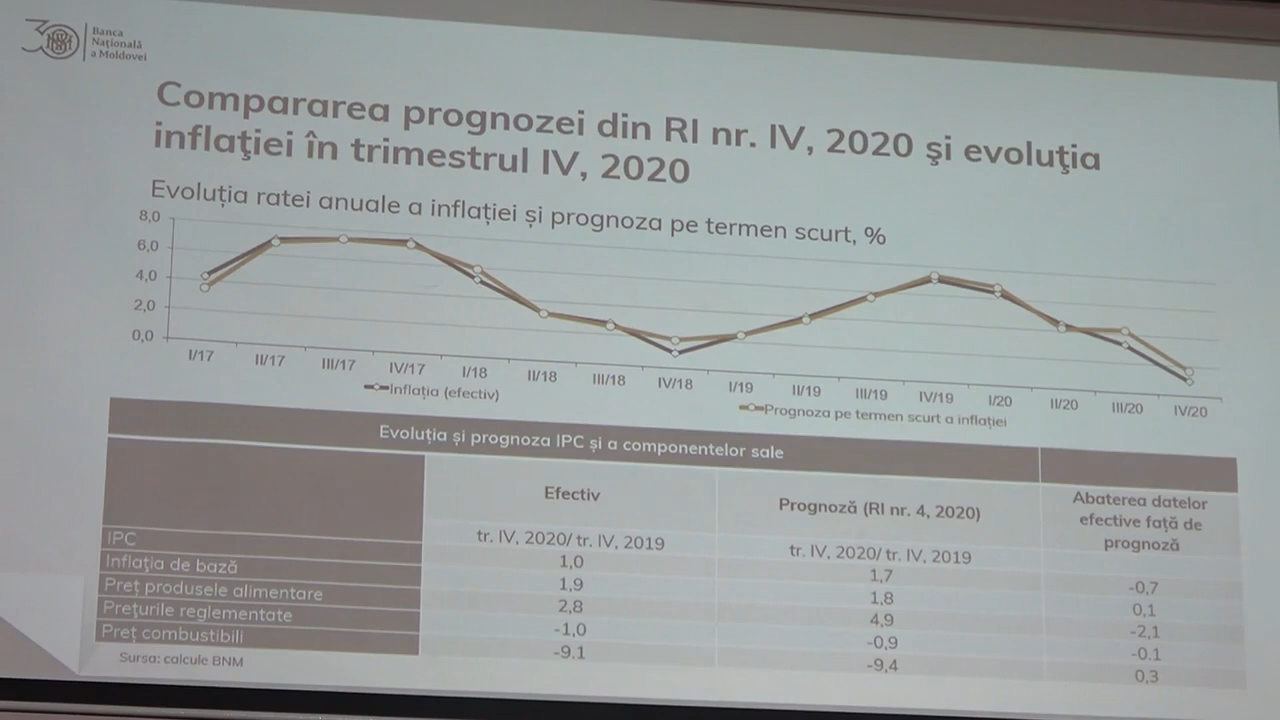 30
Banca
Națională
a Moldovei
Compararea prognozei din RI nr. IV, 2020 şi evoluţia
inflaţiei în trimestrul IV, 2020
Evoluția ratei anuale a inflației și prognoza pe termen scurt, %
8,0
6,0
4,0
2,0
0,0
I/17 II/17 III/17 IV/17 I/18 II/18 III/18 IV/18 I/19 II/19 III/19 IV/19 I/20 II/20 III/20 IV/20
Inflația (efectiv) Prognoza pe termen scurt a inflației
Evoluția și prognoza IPC și a componentelor sale
Efectiv Prognoză (RI nr. 4, 2020) Abaterea datelor
efective față de
prognoză
tr. IV, 2020/ tr. IV, 2019 tr. IV, 2020/ tr. IV, 2019
IPC 1,0 1,7 -0,7
Inflaţia de bază 1,9 1,8 0,1
Preț produsele alimentare 2,8 4,9 -2,1
Preţurile reglementate -1,0 -0,9 -0.1
Preț combustibili -9.1 -9,4 0,3
Sursa: calcule BNM